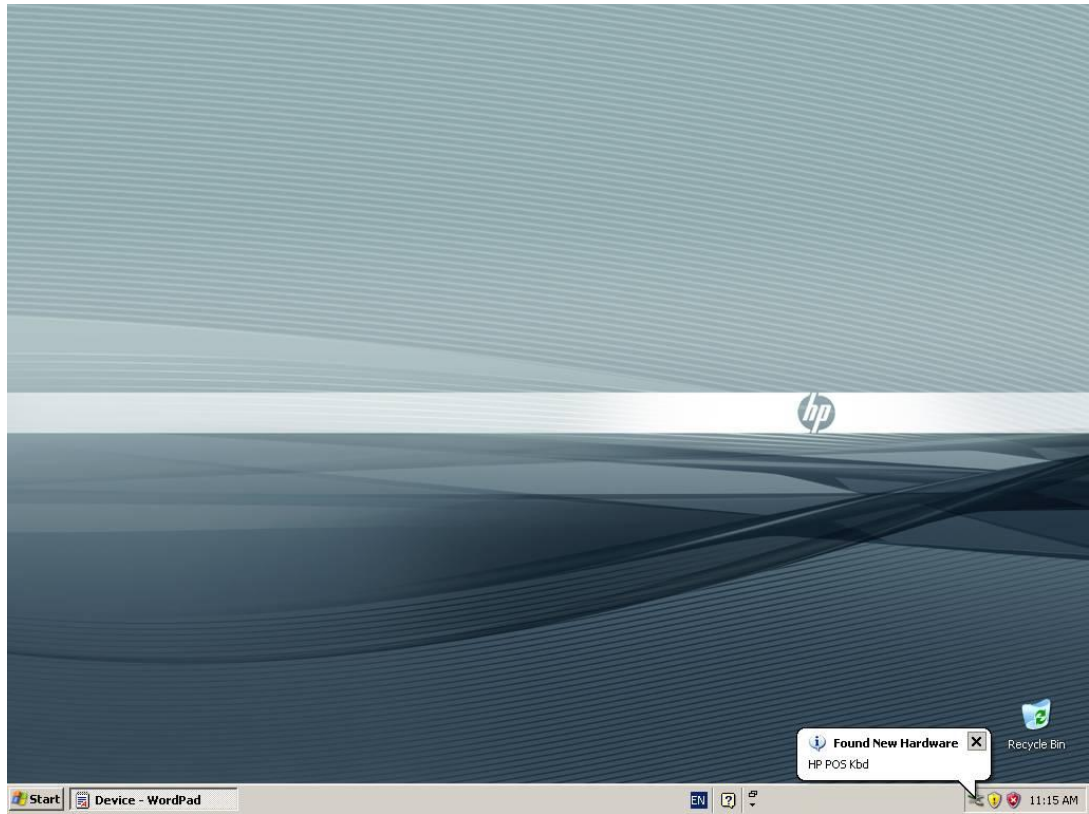 hp
Recycle Bin
Found New Hardware
HP POS Kbd
Start
Device - WordPad
EN
11:15 AM